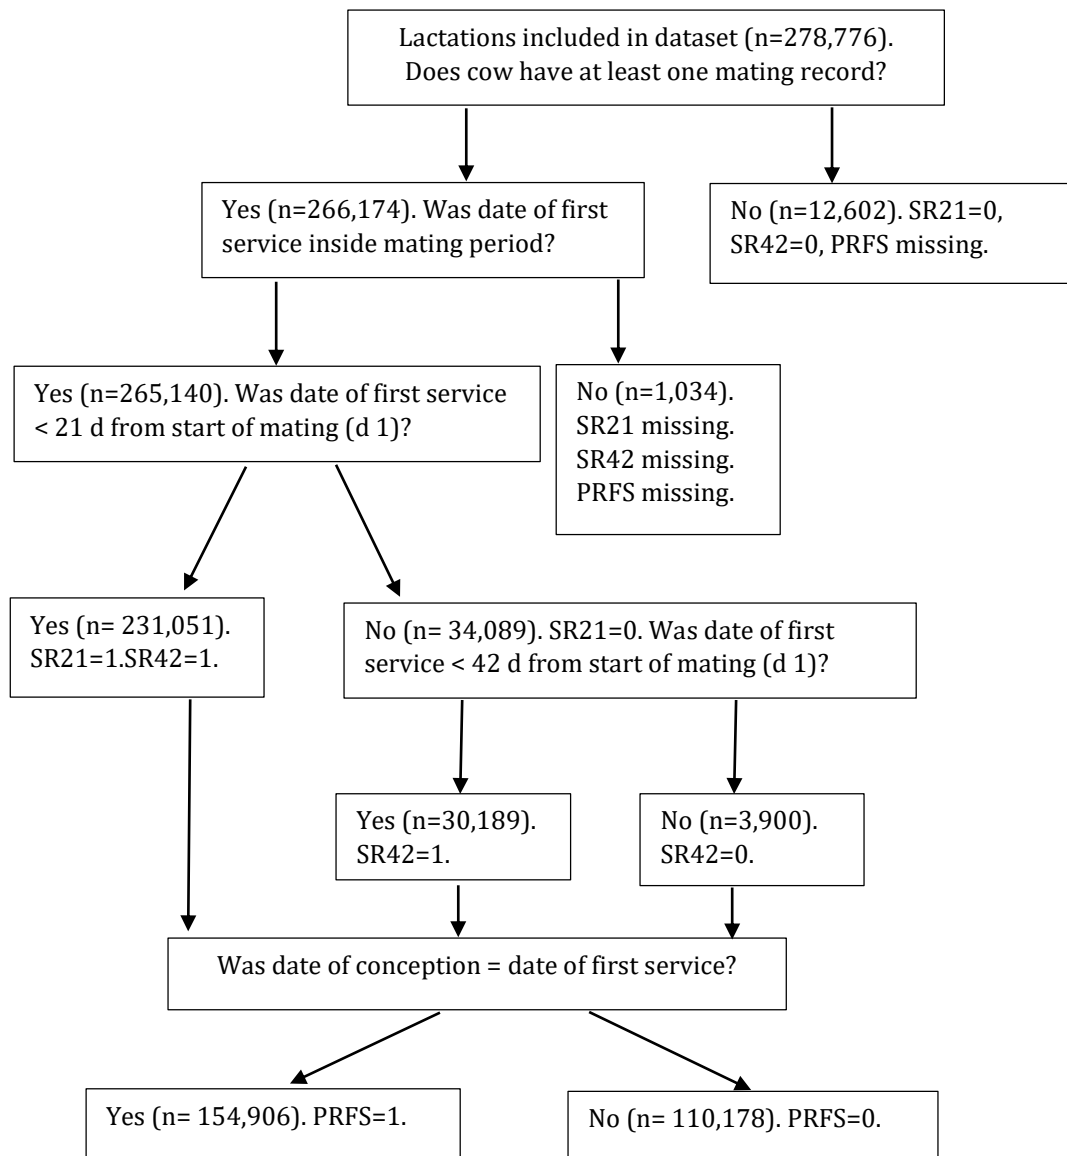 Lactations included in dataset (n=278,776).
Does cow have at least one mating record?
Yes (n=266,174). Was date of first
service inside mating period?
No (n=12,602). SR21=0,
SR42=0, PRFS missing.
Yes (n=265,140). Was date of first service
< 21 d from start of mating (d 1)?
No (n=1,034).
SR21 missing.
SR42 missing.
PRFS missing.
Yes (n= 231,051).
SR21=1.SR42=1.
No (n= 34,089). SR21=0. Was date of first
service < 42 d from start of mating (d 1)?
Yes (n=30,189).
SR42=1.
No (n=3,900).
SR42=0.
Was date of conception = date of first service?
Yes (n= 154,906). PRFS=1.
No (n= 110,178). PRFS=0.